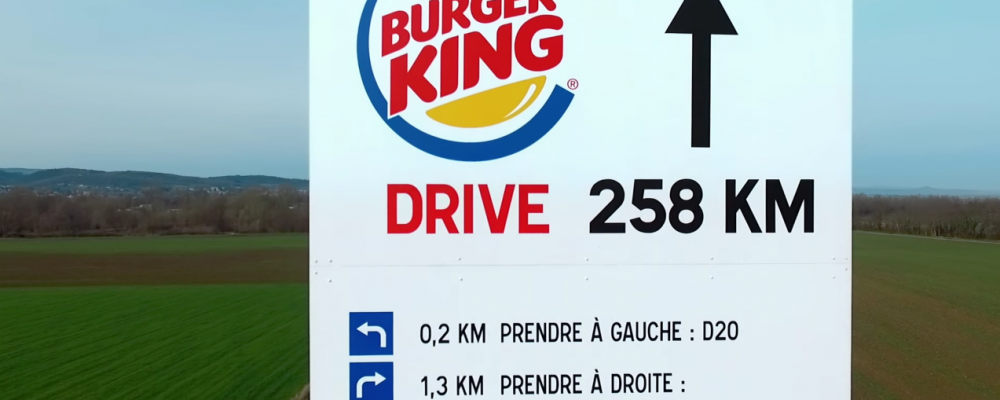 BURGER
KING®
DRIVE 258 KM
0,2 KM PRENDRE À GAUCHE : D20
1,3 KM PRENDRE À DROITE :